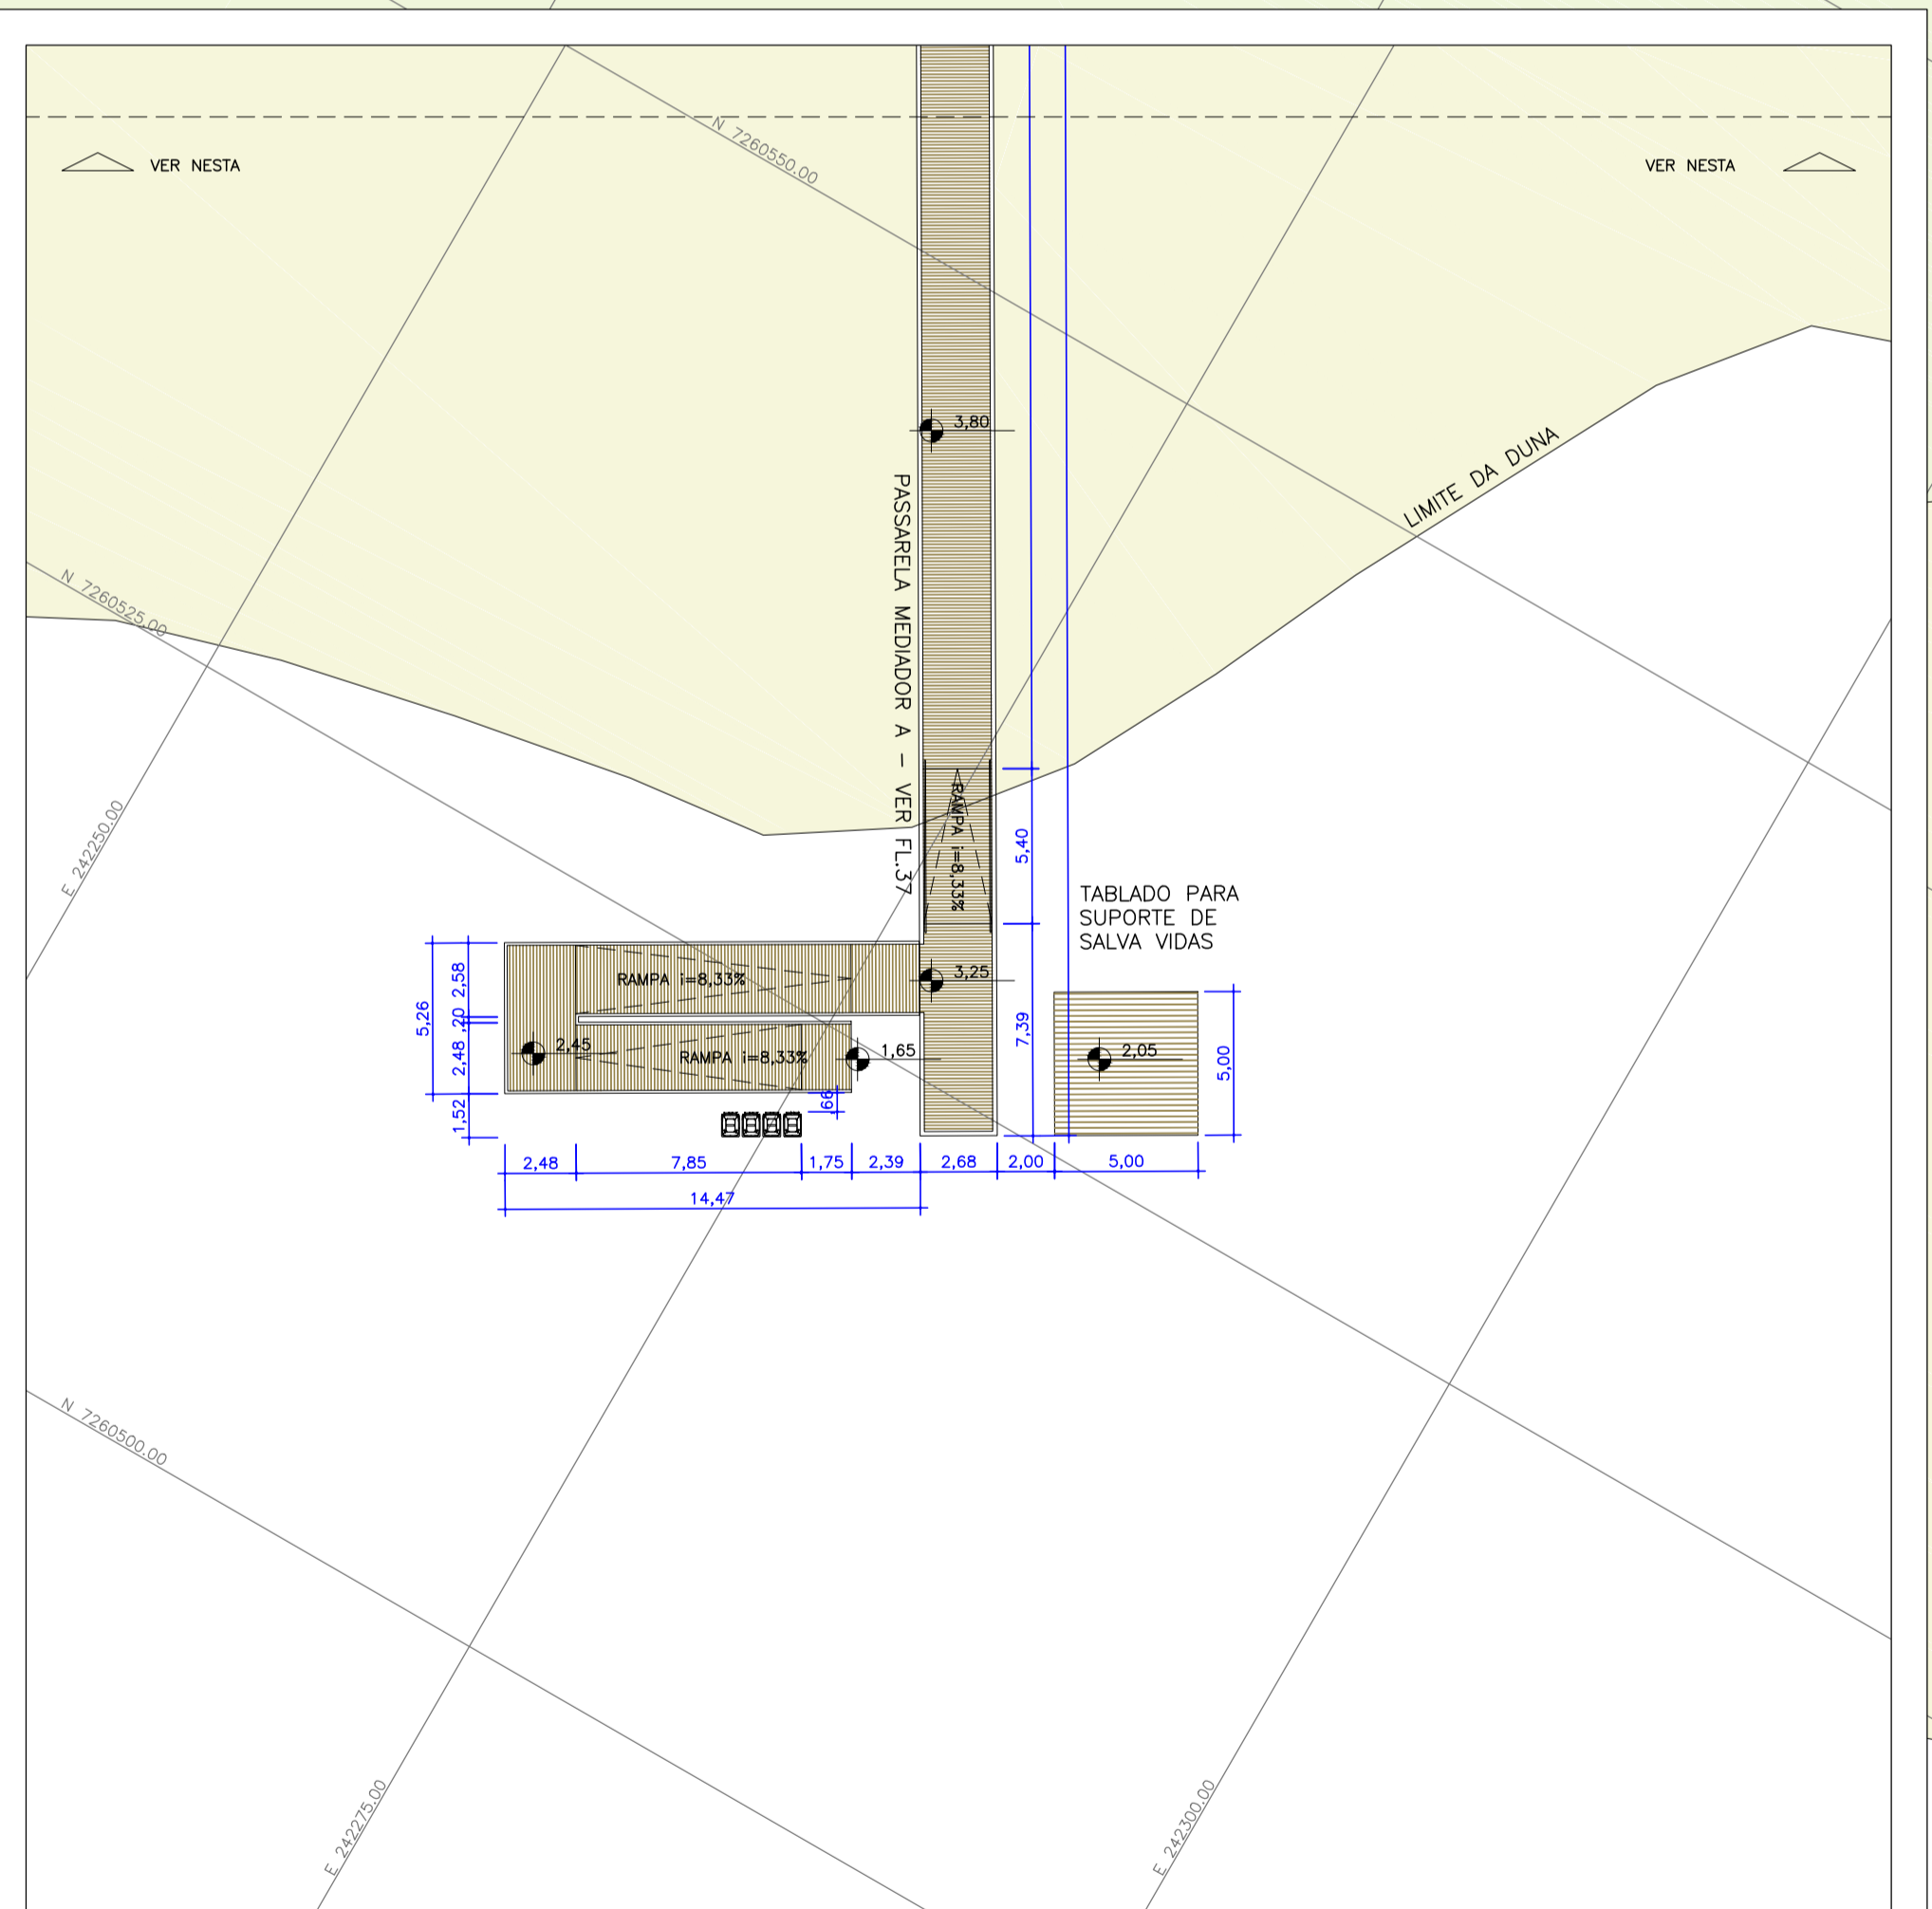 N 7260550.00
VER NESTA
VER NESTA
3,80
LIMITE DA DUNA
PASSARELA MEDIADOR A – VER FL.37
N 7260525.00
E 242250.00
RAMPA i=8,33%
5,40
TABLADO PARA
SUPORTE DE
SALVA VIDAS
RAMPA i=8,33%
3,25
2,58
,20
5,26
2,48
2,45
RAMPA i=8,33%
1,65
7,39
2,05
5,00
1,52
,66
2,48
7,85
1,75
2,39
2,68
2,00
5,00
14,47
N 7260500.00
E 242275.00
E 242300.00